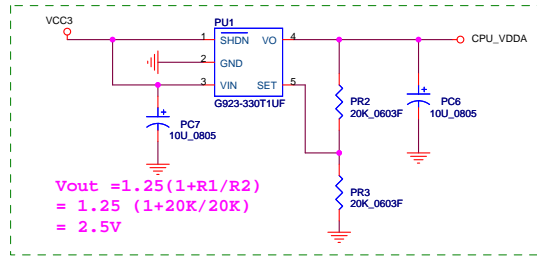 VCC3
PU1
1 SHDN VO 4 CPU_VDDA
2 GND
3 VIN SET 5
G923-330T1UF
PR2
20K_0603F
PC6
10U_0805
PC7
10U_0805
PR3
20K_0603F
Vout =1.25(1+R1/R2)
= 1.25 (1+20K/20K)
= 2.5V